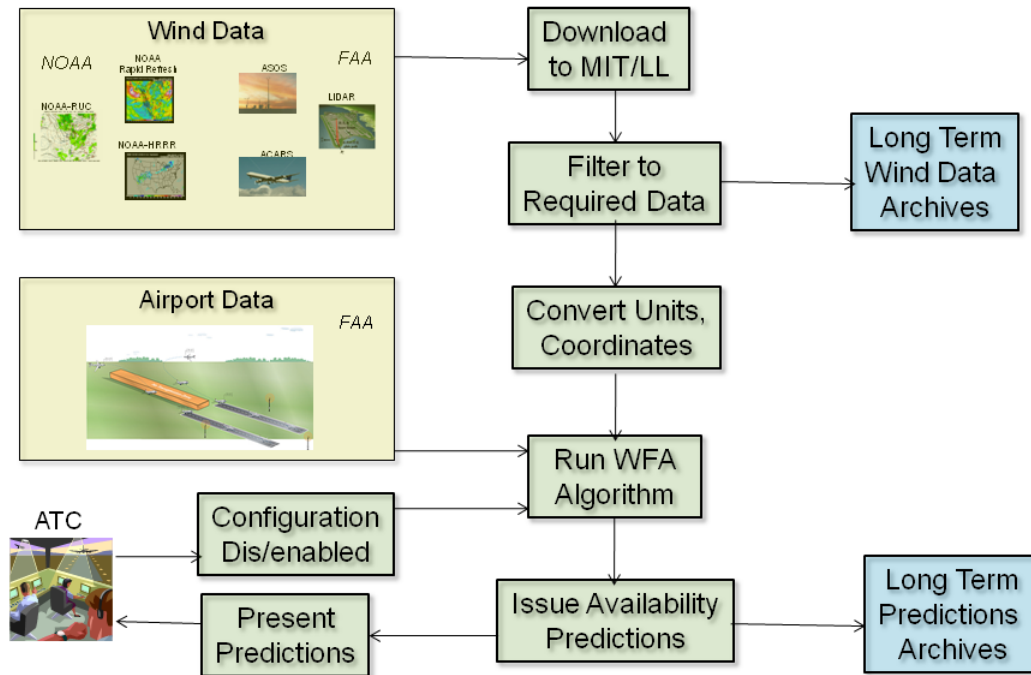 Wind Data
NOAA
NOAA
Rapid Refresh
ASOS
FAA
NOAA-RUC
LIDAR
NOAA-HRRR
ACARS
Download
to MIT/LL
Filter to
Required Data
Long Term
Wind Data
Archives
Convert Units,
Coordinates
Airport Data
FAA
Run WFA
Algorithm
ATC
Configuration
Dis/enabled
Present
Predictions
Issue Availability
Predictions
Long Term
Predictions
Archives